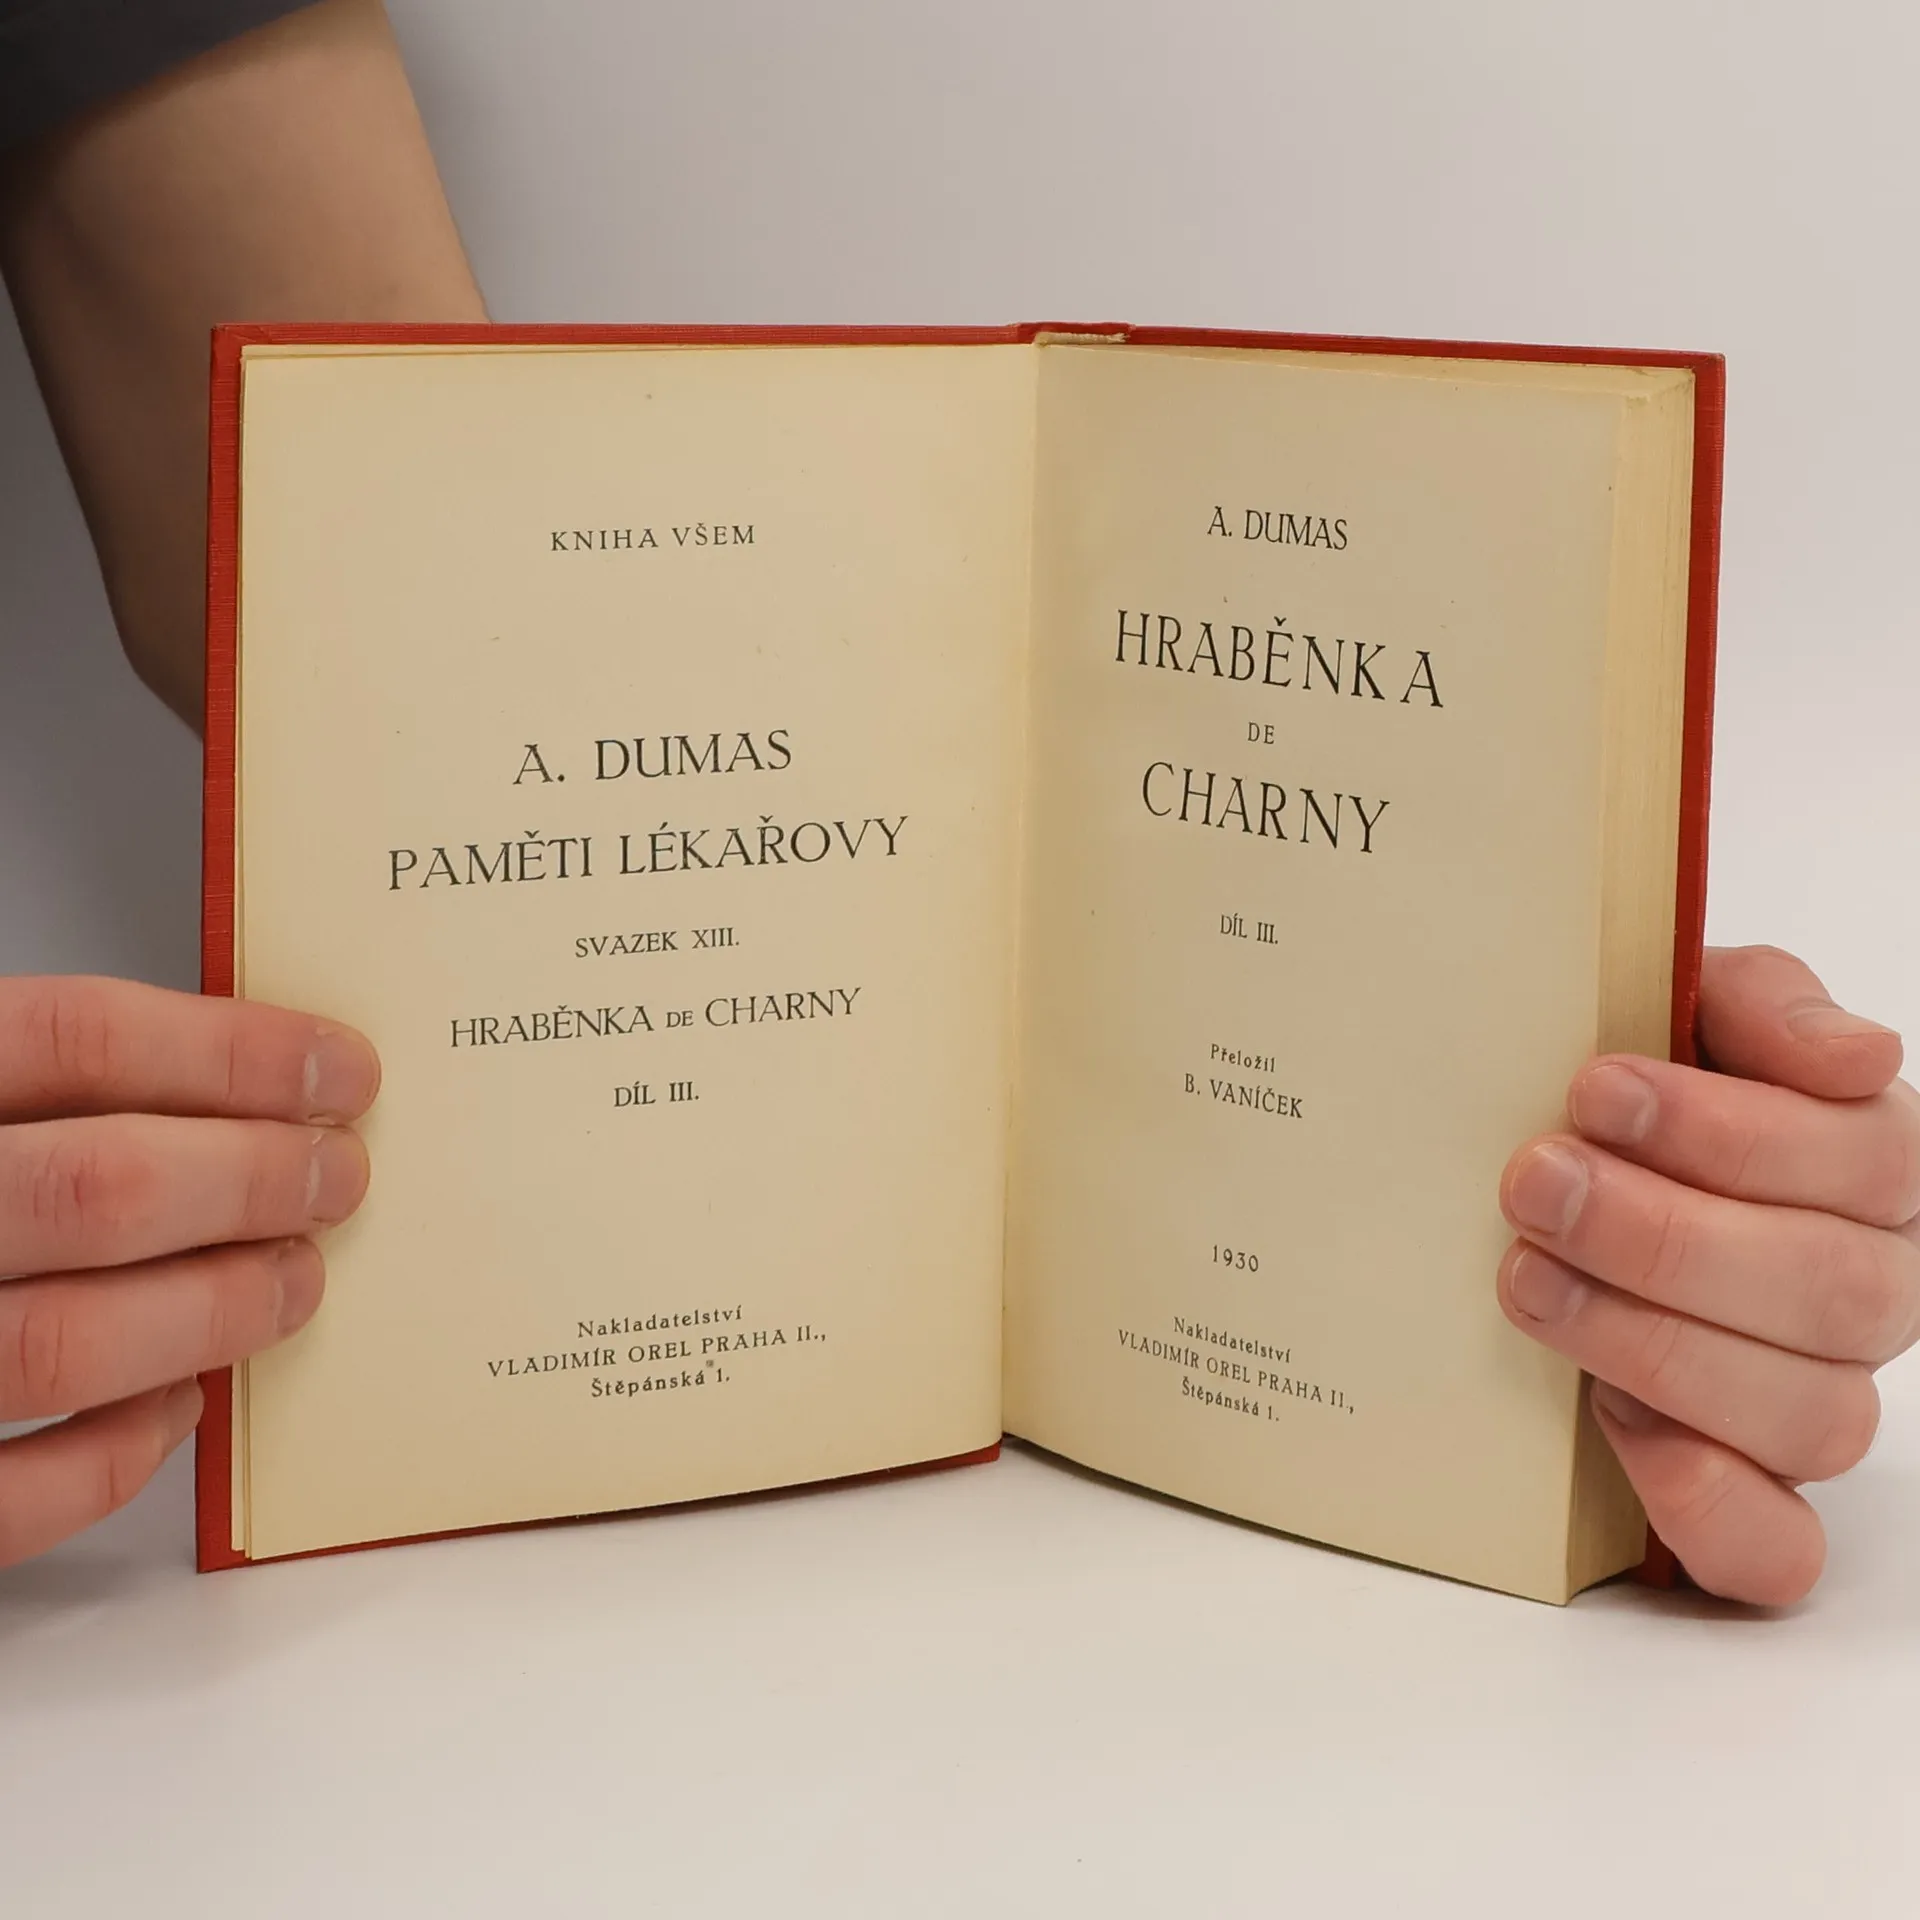 KNIHA VŠEM
A. DUMAS
PAMĚTI LÉKAŘOVY
SVAZEK XIII.
HRABĚNKA DE CHARNY
DÍL III.
Nakladatelství
VLADIMÍR OREL PRAHA II.,
Štěpánská 1.
A. DUMAS
HRABĚNKA
DE
CHARNY
DÍL III.
Přeložil
B. VANÍČEK
1930
Nakladatelství
VLADIMÍR OREL PRAHA II.,
Štěpánská 1.